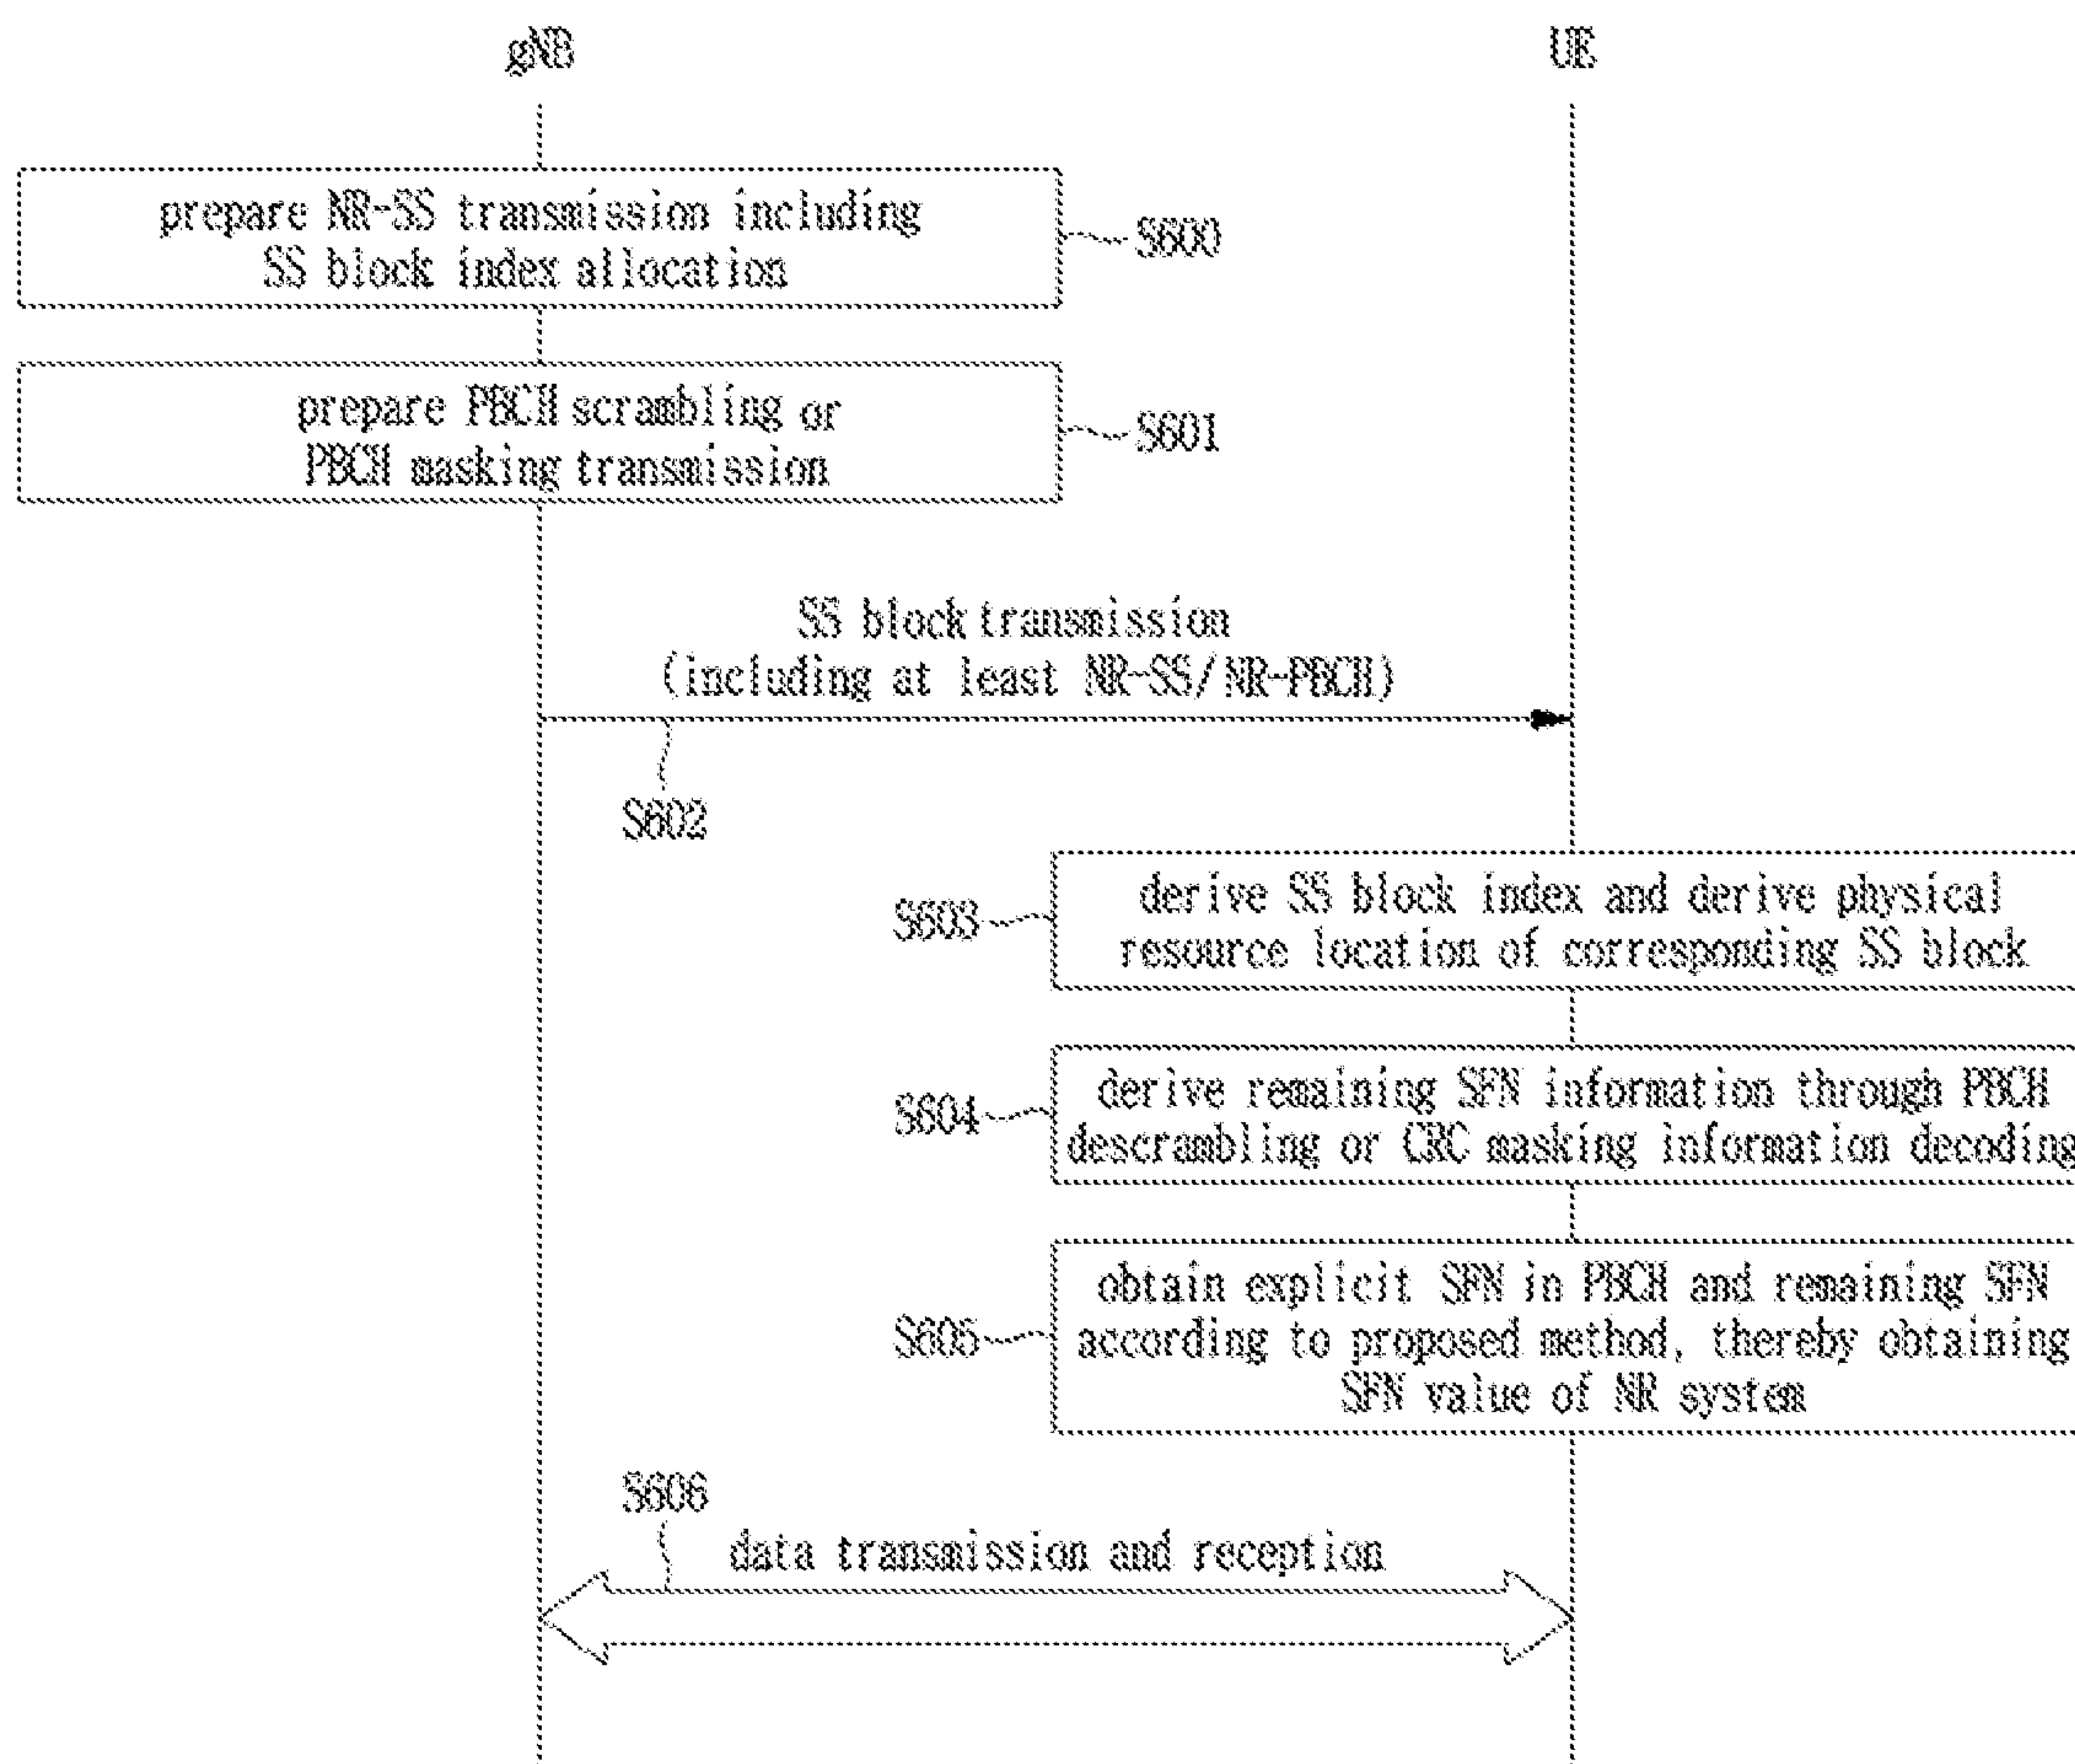 gNB
UE
prepare NR-SS transmission including
SS block index allocation
S600
prepare PBCH scrambling or
PBCH masking transmission
S601
SS block transmission
(including at least NR-SS/NR-PBCH)
S602
S603
derive SS block index and derive physical
resource location of corresponding SS block
S604
derive remaining SFN information through PBCH
descrambling or CRC masking information decoding
S605
obtain explicit SFN in PBCH and remaining SFN
according to proposed method, thereby obtaining
SFN value of NR system
S606
data transmission and reception